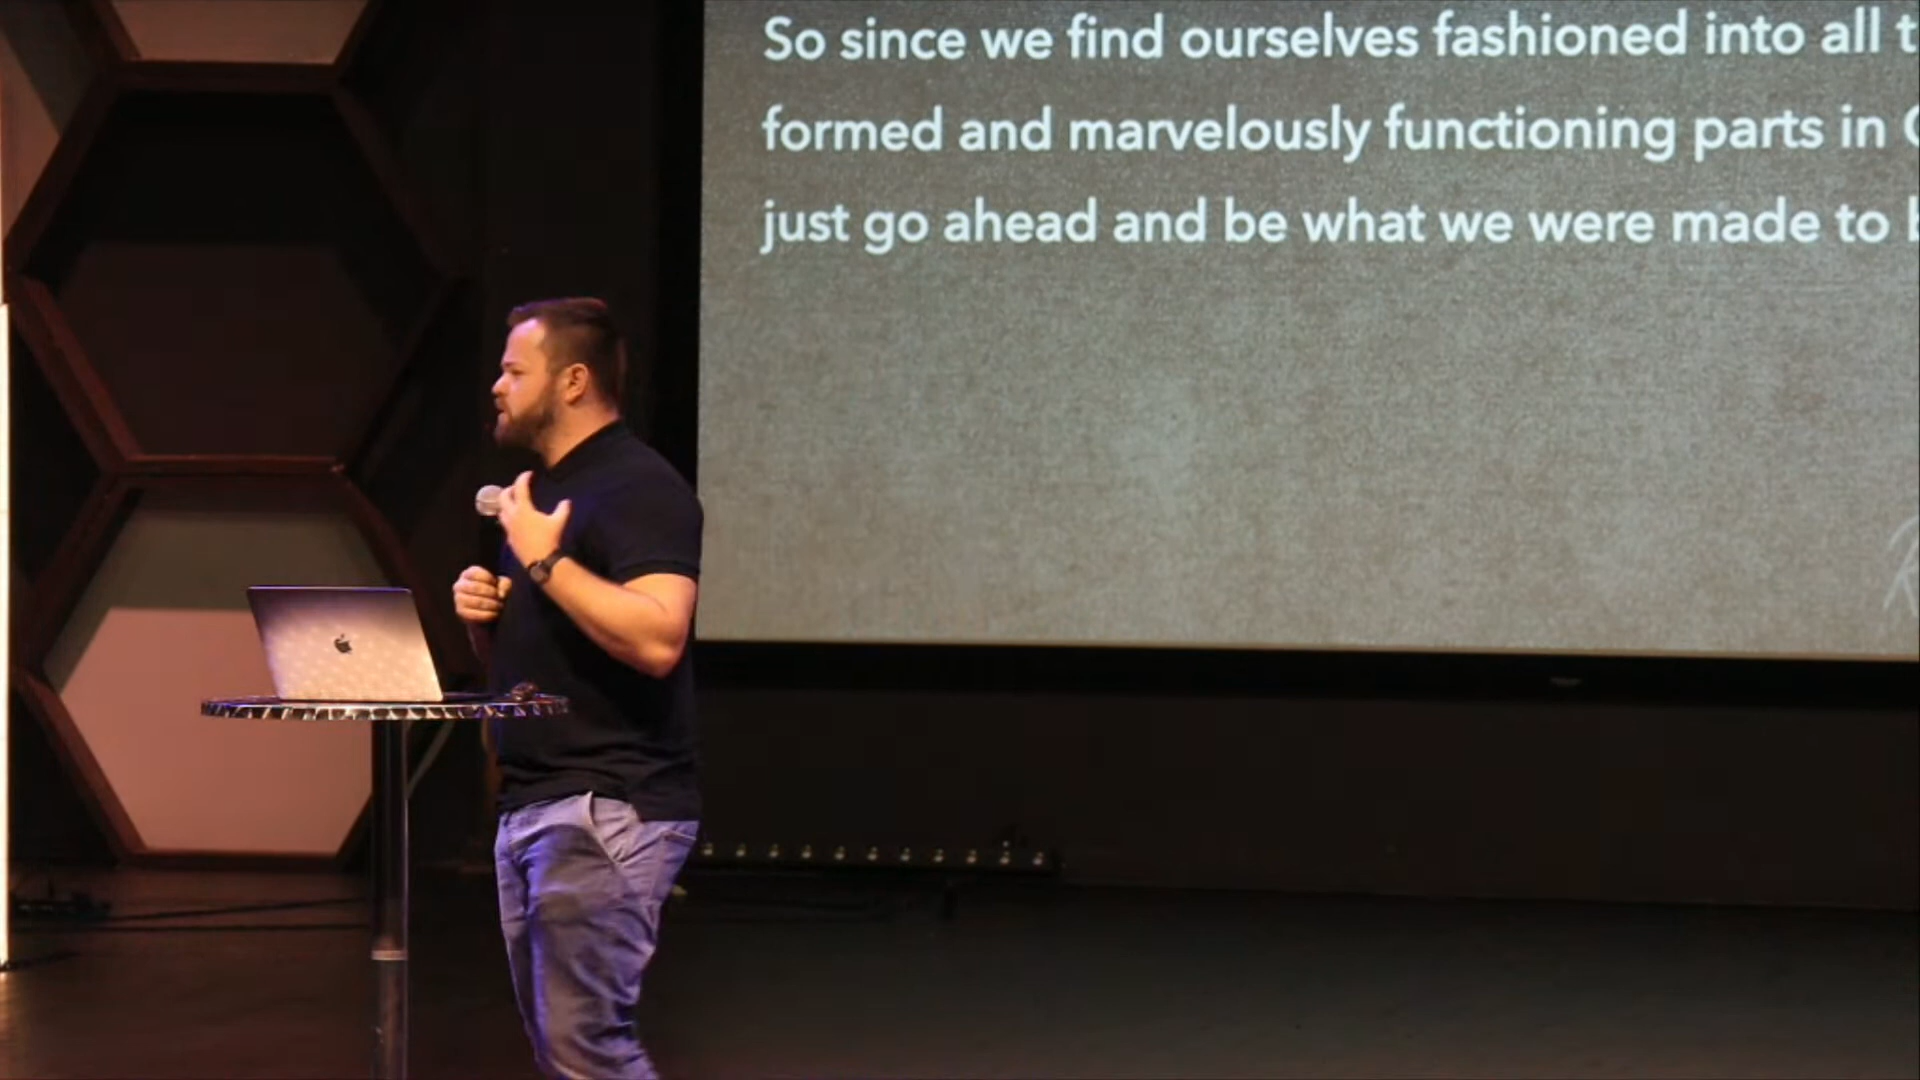 So since we find ourselves fashioned into all
formed and marvelously functioning parts in
just go ahead and be what we were made to